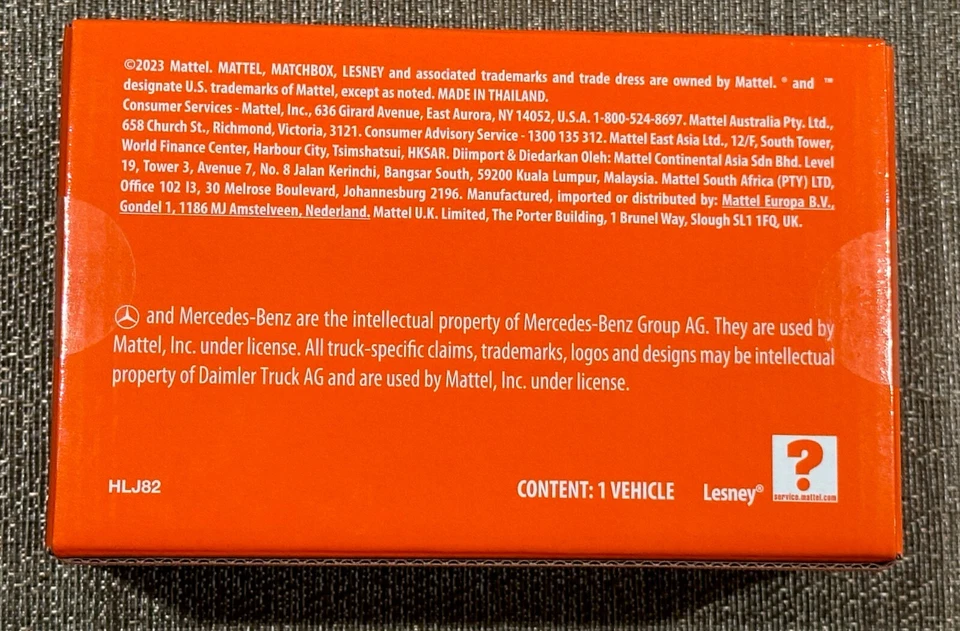 ©2023 Mattel. MATTEL, MATCHBOX, LESNEY and associated trademarks and trade dress are owned by Mattel. ® and ™
designate U.S. trademarks of Mattel, except as noted. MADE IN THAILAND.
Consumer Services - Mattel, Inc., 636 Girard Avenue, East Aurora, NY 14052, U.S.A. 1-800-524-8697. Mattel Australia Pty. Ltd.,
658 Church St., Richmond, Victoria, 3121. Consumer Advisory Service - 1300 135 312. Mattel East Asia Ltd., 12/F, South Tower,
World Finance Center, Harbour City, Tsimshatsui, HKSAR. Diimport & Diedarkan Oleh: Mattel Continental Asia Sdn Bhd. Level
19, Tower 3, Avenue 7, No. 8 Jalan Kerinchi, Bangsar South, 59200 Kuala Lumpur, Malaysia. Mattel South Africa (PTY) LTD,
Office 102 I3, 30 Melrose Boulevard, Johannesburg 2196. Manufactured, imported or distributed by: Mattel Europa B.V.,
Gondel 1, 1186 MJ Amstelveen, Nederland. Mattel U.K. Limited, The Porter Building, 1 Brunel Way, Slough SL1 1FQ, UK.
and Mercedes-Benz are the intellectual property of Mercedes-Benz Group AG. They are used by
Mattel, Inc. under license. All truck-specific claims, trademarks, logos and designs may be intellectual
property of Daimler Truck AG and are used by Mattel, Inc. under license.
HLJ82
CONTENT: 1 VEHICLE
Lesney®
?
service.mattel.com